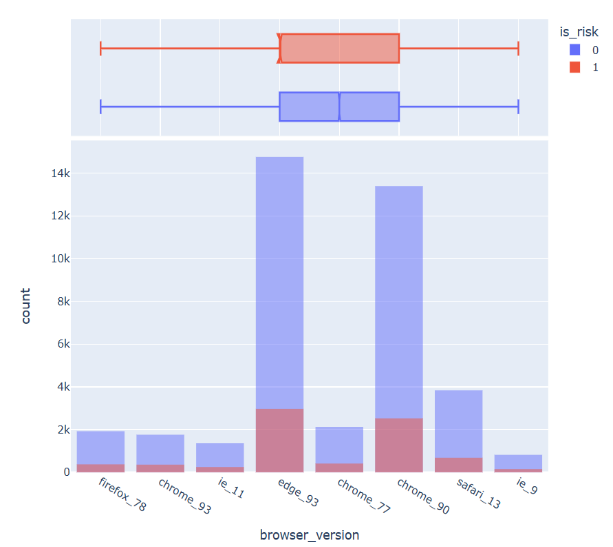 is_risk
0
1
14k
12k
10k
8k
6k
4k
2k
0
count
firefox_78
chrome_93
ie_11
edge_93
chrome_77
chrome_90
safari_13
ie_9
browser_version